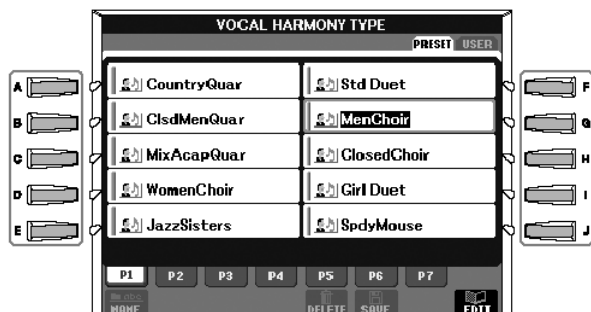 VOCAL HARMONY TYPE
PRESET USER
A CountryQuar Std Duet F
B ClsdMenQuar MenChoir G
C MixAcapQuar ClosedChoir H
D WomenChoir Girl Duet I
E JazzSisters SpdyMouse J
P1 P2 P3 P4 P5 P6 P7
NAME DELETE SAVE EDIT